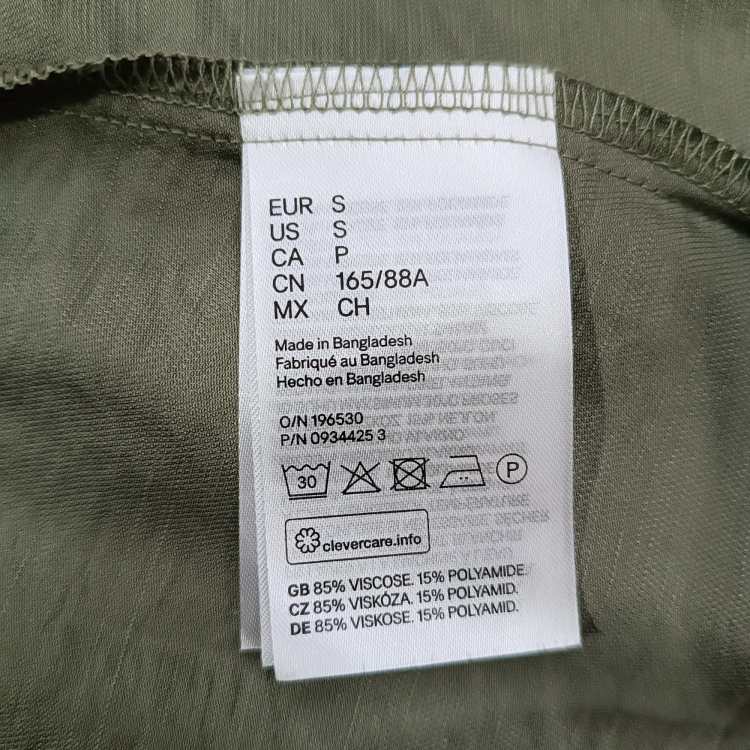 EUR S
US S
CA P
CN 165/88A
MX CH
Made in Bangladesh
Fabriqué au Bangladesh
Hecho en Bangladesh
O/N 196530
P/N 0934425 3
30
P
clevercare.info
GB 85% VISCOSE. 15% POLYAMIDE.
CZ 85% VISKÓZA. 15% POLYAMID.
DE 85% VISKOSE. 15% POLYAMID.